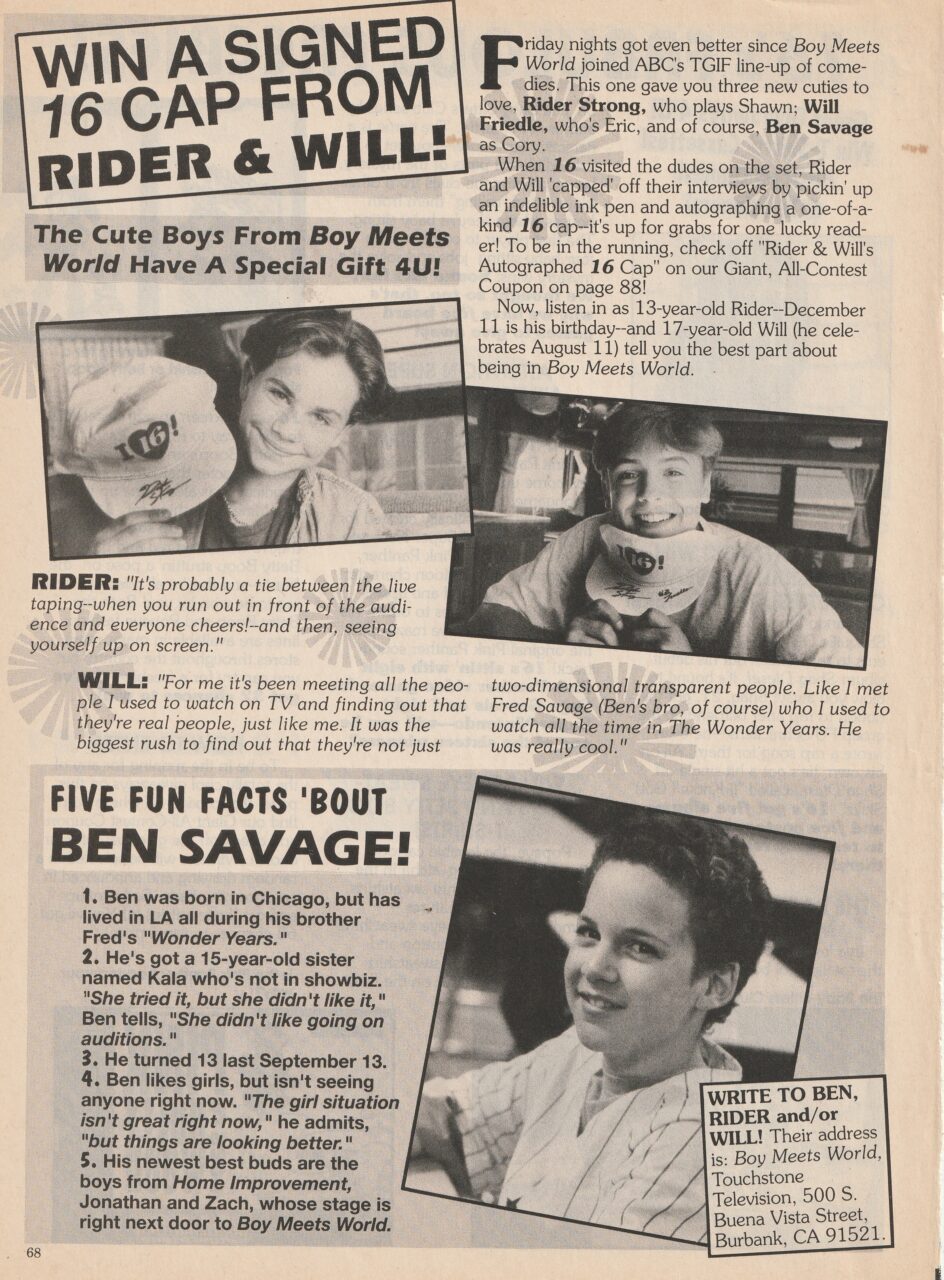 WIN A SIGNED
16 CAP FROM
RIDER & WILL!
The Cute Boys From Boy Meets
World Have A Special Gift 4U!
Friday nights got even better since Boy Meets
World joined ABC's TGIF line-up of come-
dies. This one gave you three new cuties to
love, Rider Strong, who plays Shawn; Will
Friedle, who's Eric, and of course, Ben Savage
as Cory.
When 16 visited the dudes on the set, Rider
and Will 'capped' off their interviews by pickin' up
an indelible ink pen and autographing a one-of-a-
kind 16 cap--it's up for grabs for one lucky read-
er! To be in the running, check off "Rider & Will's
Autographed 16 Cap" on our Giant, All-Contest
Coupon on page 88!
Now, listen in as 13-year-old Rider--December
11 is his birthday--and 17-year-old Will (he cele-
brates August 11) tell you the best part about
being in Boy Meets World.
I 16!
I 16!
RIDER: "It's probably a tie between the live
taping--when you run out in front of the audi-
ence and everyone cheers!--and then, seeing
yourself up on screen."
WILL: "For me it's been meeting all the peo-
ple I used to watch on TV and finding out that
they're real people, just like me. It was the
biggest rush to find out that they're not just
two-dimensional transparent people. Like I met
Fred Savage (Ben's bro, of course) who I used to
watch all the time in The Wonder Years. He
was really cool."
FIVE FUN FACTS 'BOUT
BEN SAVAGE!
1. Ben was born in Chicago, but has
lived in LA all during his brother
Fred's "Wonder Years."
2. He's got a 15-year-old sister
named Kala who's not in showbiz.
"She tried it, but she didn't like it,"
Ben tells, "She didn't like going on
auditions."
3. He turned 13 last September 13.
4. Ben likes girls, but isn't seeing
anyone right now. "The girl situation
isn't great right now," he admits,
"but things are looking better."
5. His newest best buds are the
boys from Home Improvement,
Jonathan and Zach, whose stage is
right next door to Boy Meets World.
WRITE TO BEN,
RIDER and/or
WILL! Their address
is: Boy Meets World,
Touchstone
Television, 500 S.
Buena Vista Street,
Burbank, CA 91521.
68